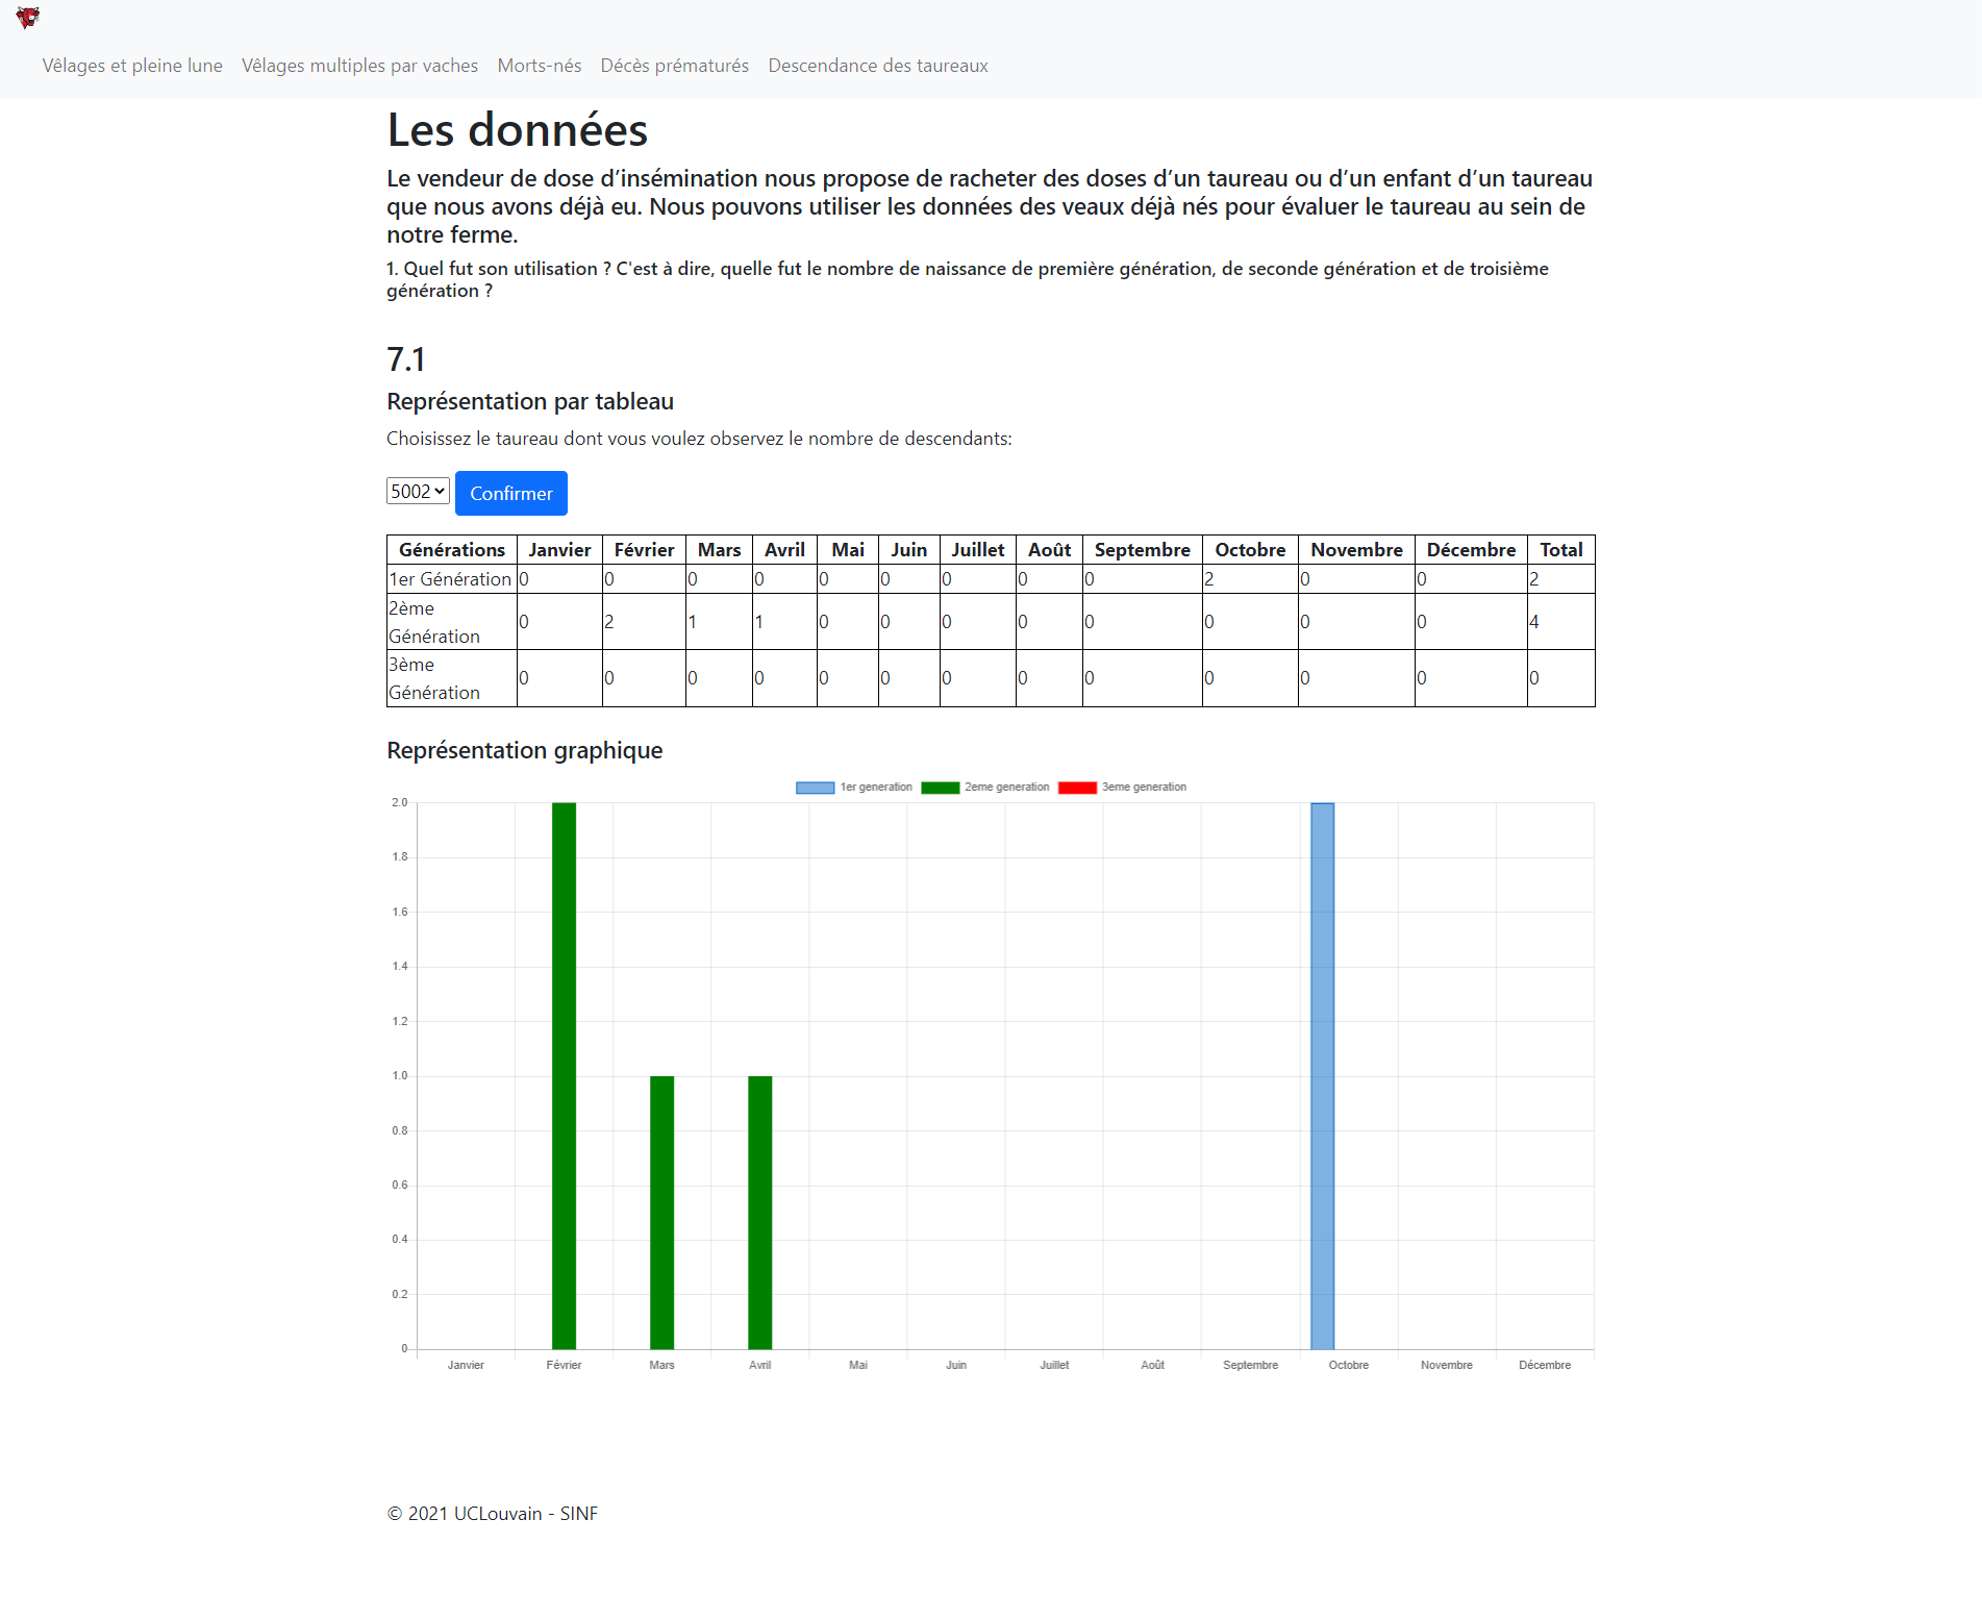 Vêlages et pleine lune Vêlages multiples par vaches Morts-nés Décès prématurés Descendance des taureaux
Les données
Le vendeur de dose d’insémination nous propose de racheter des doses d’un taureau ou d’un enfant d’un taureau
que nous avons déjà eu. Nous pouvons utiliser les données des veaux déjà nés pour évaluer le taureau au sein de
notre ferme.
1. Quel fut son utilisation ? C'est à dire, quelle fut le nombre de naissance de première génération, de seconde génération et de troisième
génération ?
7.1
Représentation par tableau
Choisissez le taureau dont vous voulez observez le nombre de descendants:
5002 Confirmer
Générations Janvier Février Mars Avril Mai Juin Juillet Août Septembre Octobre Novembre Décembre Total
1er Génération 0 0 0 0 0 0 0 0 0 2 0 0 2
2ème
Génération 0 2 1 1 0 0 0 0 0 0 0 0 4
3ème
Génération 0 0 0 0 0 0 0 0 0 0 0 0 0
Représentation graphique
1er generation 2eme generation 3eme generation
2.0
1.8
1.6
1.4
1.2
1.0
0.8
0.6
0.4
0.2
0
Janvier Février Mars Avril Mai Juin Juillet Août Septembre Octobre Novembre Décembre
© 2021 UCLouvain - SINF